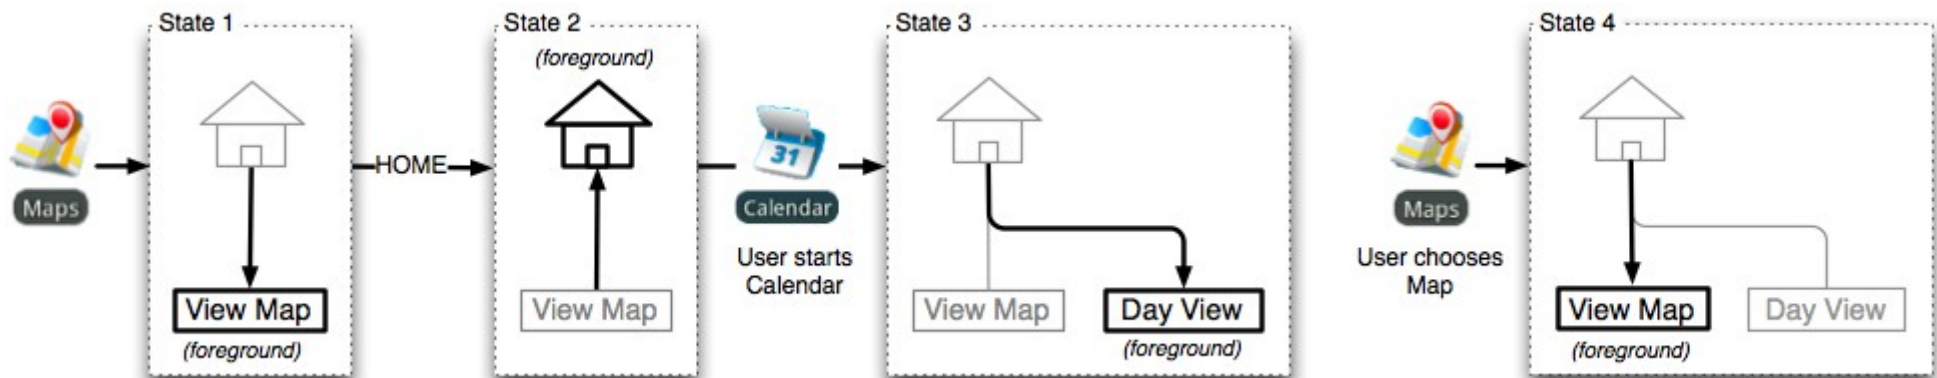 State 1
View Map
(foreground)
Maps
HOME
State 2
(foreground)
View Map
31
Calendar
User starts
Calendar
State 3
View Map
Day View
(foreground)
Maps
User chooses
Map
State 4
View Map
Day View
(foreground)